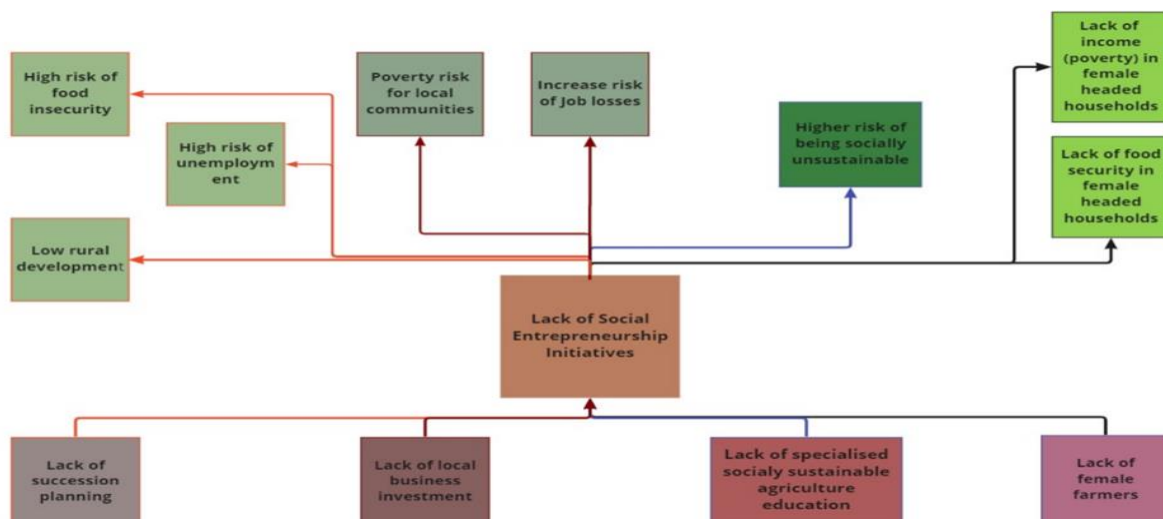 High risk of
food
insecurity
High risk of
unemploym
ent
Low rural
development
Poverty risk
for local
communities
Increase risk
of Job losses
Higher risk of
being socially
unsustainable
Lack of
income
(poverty) in
female
headed
households
Lack of food
security in
female
headed
households
Lack of Social
Entrepreneurship
Initiatives
Lack of
succession
planning
Lack of local
business
investment
Lack of specialised
socialy sustainable
agriculture
education
Lack of
female
farmers